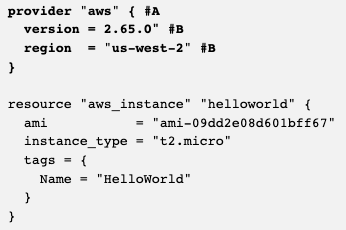 provider "aws" { #A
  version = 2.65.0" #B
  region  = "us-west-2" #B
}

resource "aws_instance" "helloworld" {
  ami           = "ami-09dd2e08d601bff67"
  instance_type = "t2.micro"
  tags = {
    Name = "HelloWorld"
  }
}